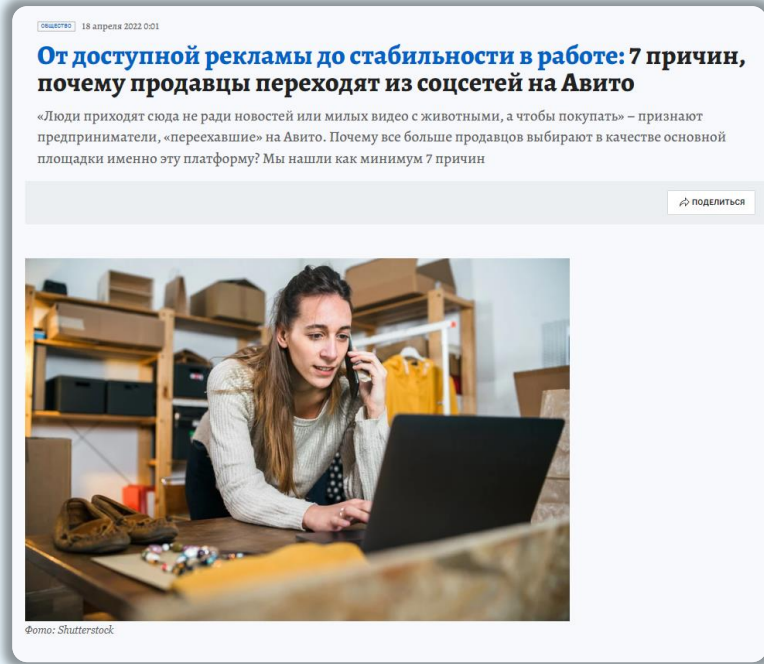 ОБЩЕСТВО 18 апреля 2022 0:01
От доступной рекламы до стабильности в работе: 7 причин,
почему продавцы переходят из соцсетей на Авито
«Люди приходят сюда не ради новостей или милых видео с животными, а чтобы покупать» – признают
предприниматели, «переехавшие» на Авито. Почему все больше продавцов выбирают в качестве основной
площадки именно эту платформу? Мы нашли как минимум 7 причин
ПОДЕЛИТЬСЯ
Фото: Shutterstock